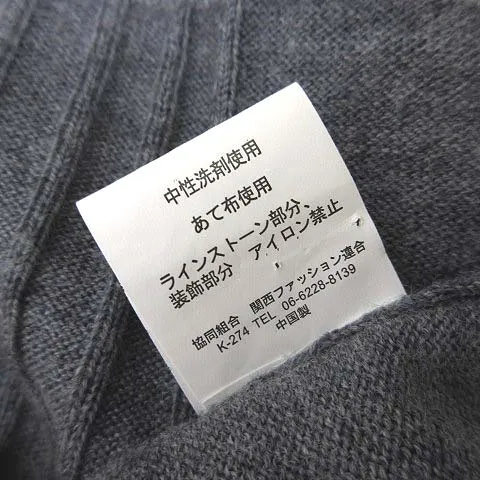 中性洗剤使用
あて布使用
ラインストーン部分、
装飾部分 アイロン禁止
協同組合 関西ファッション連合
K-274 TEL 06-6228-8139
中国製